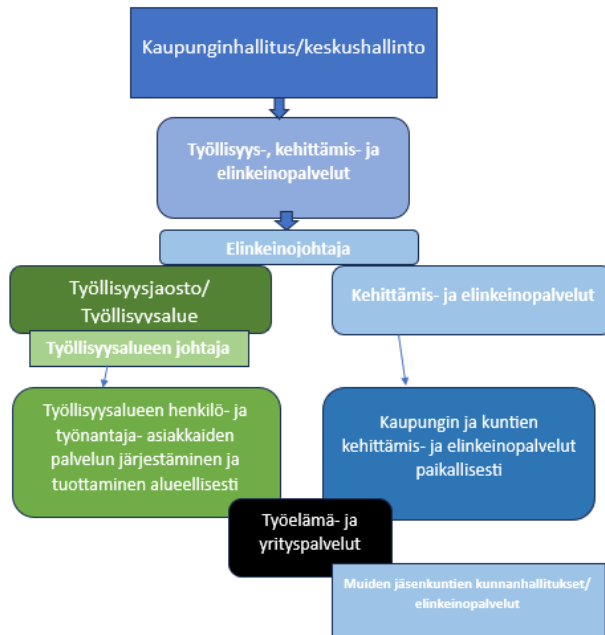 Kaupunginhallitus/keskushallinto
Työllisyys-, kehittämis- ja
elinkeinopalvelut
Elinkeinojohtaja
Työllisyysjaosto/
Työllisyysalue
Työllisyysalueen johtaja
Kehittämis- ja elinkeinopalvelut
Työllisyysalueen henkilö- ja
työnantaja- asiakkaiden
palvelun järjestäminen ja
tuottaminen alueellisesti
Kaupungin ja kuntien
kehittämis- ja elinkeinopalvelut
paikallisesti
Työelämä- ja
yrityspalvelut
Muiden jäsenkuntien kunnanhallitukset/
elinkeinopalvelut